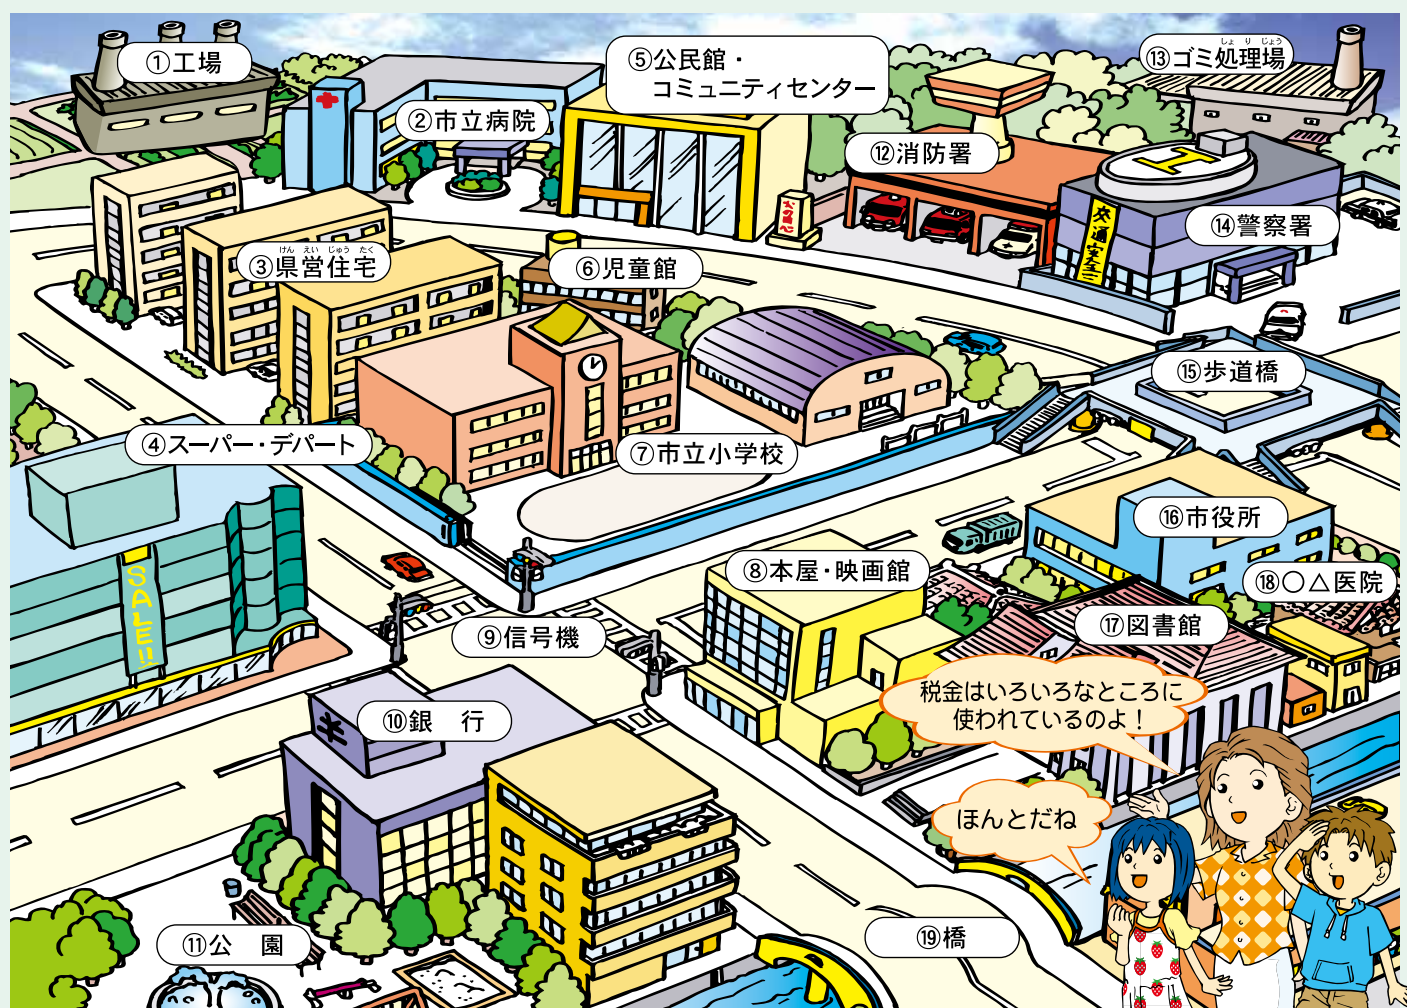 ①工場
②市立病院
けんえいじゅうたく
③県営住宅
④スーパー・デパート
⑤公民館・
コミュニティセンター
⑥児童館
⑦市立小学校
⑧本屋・映画館
⑨信号機
⑩銀　行
⑪公　園
⑫消防署
しょりじょう
⑬ゴミ処理場
⑭警察署
⑮歩道橋
⑯市役所
⑰図書館
⑱○△医院
⑲橋
SALE!!
¥
税金はいろいろなところに
使われているのよ！
ほんとだね